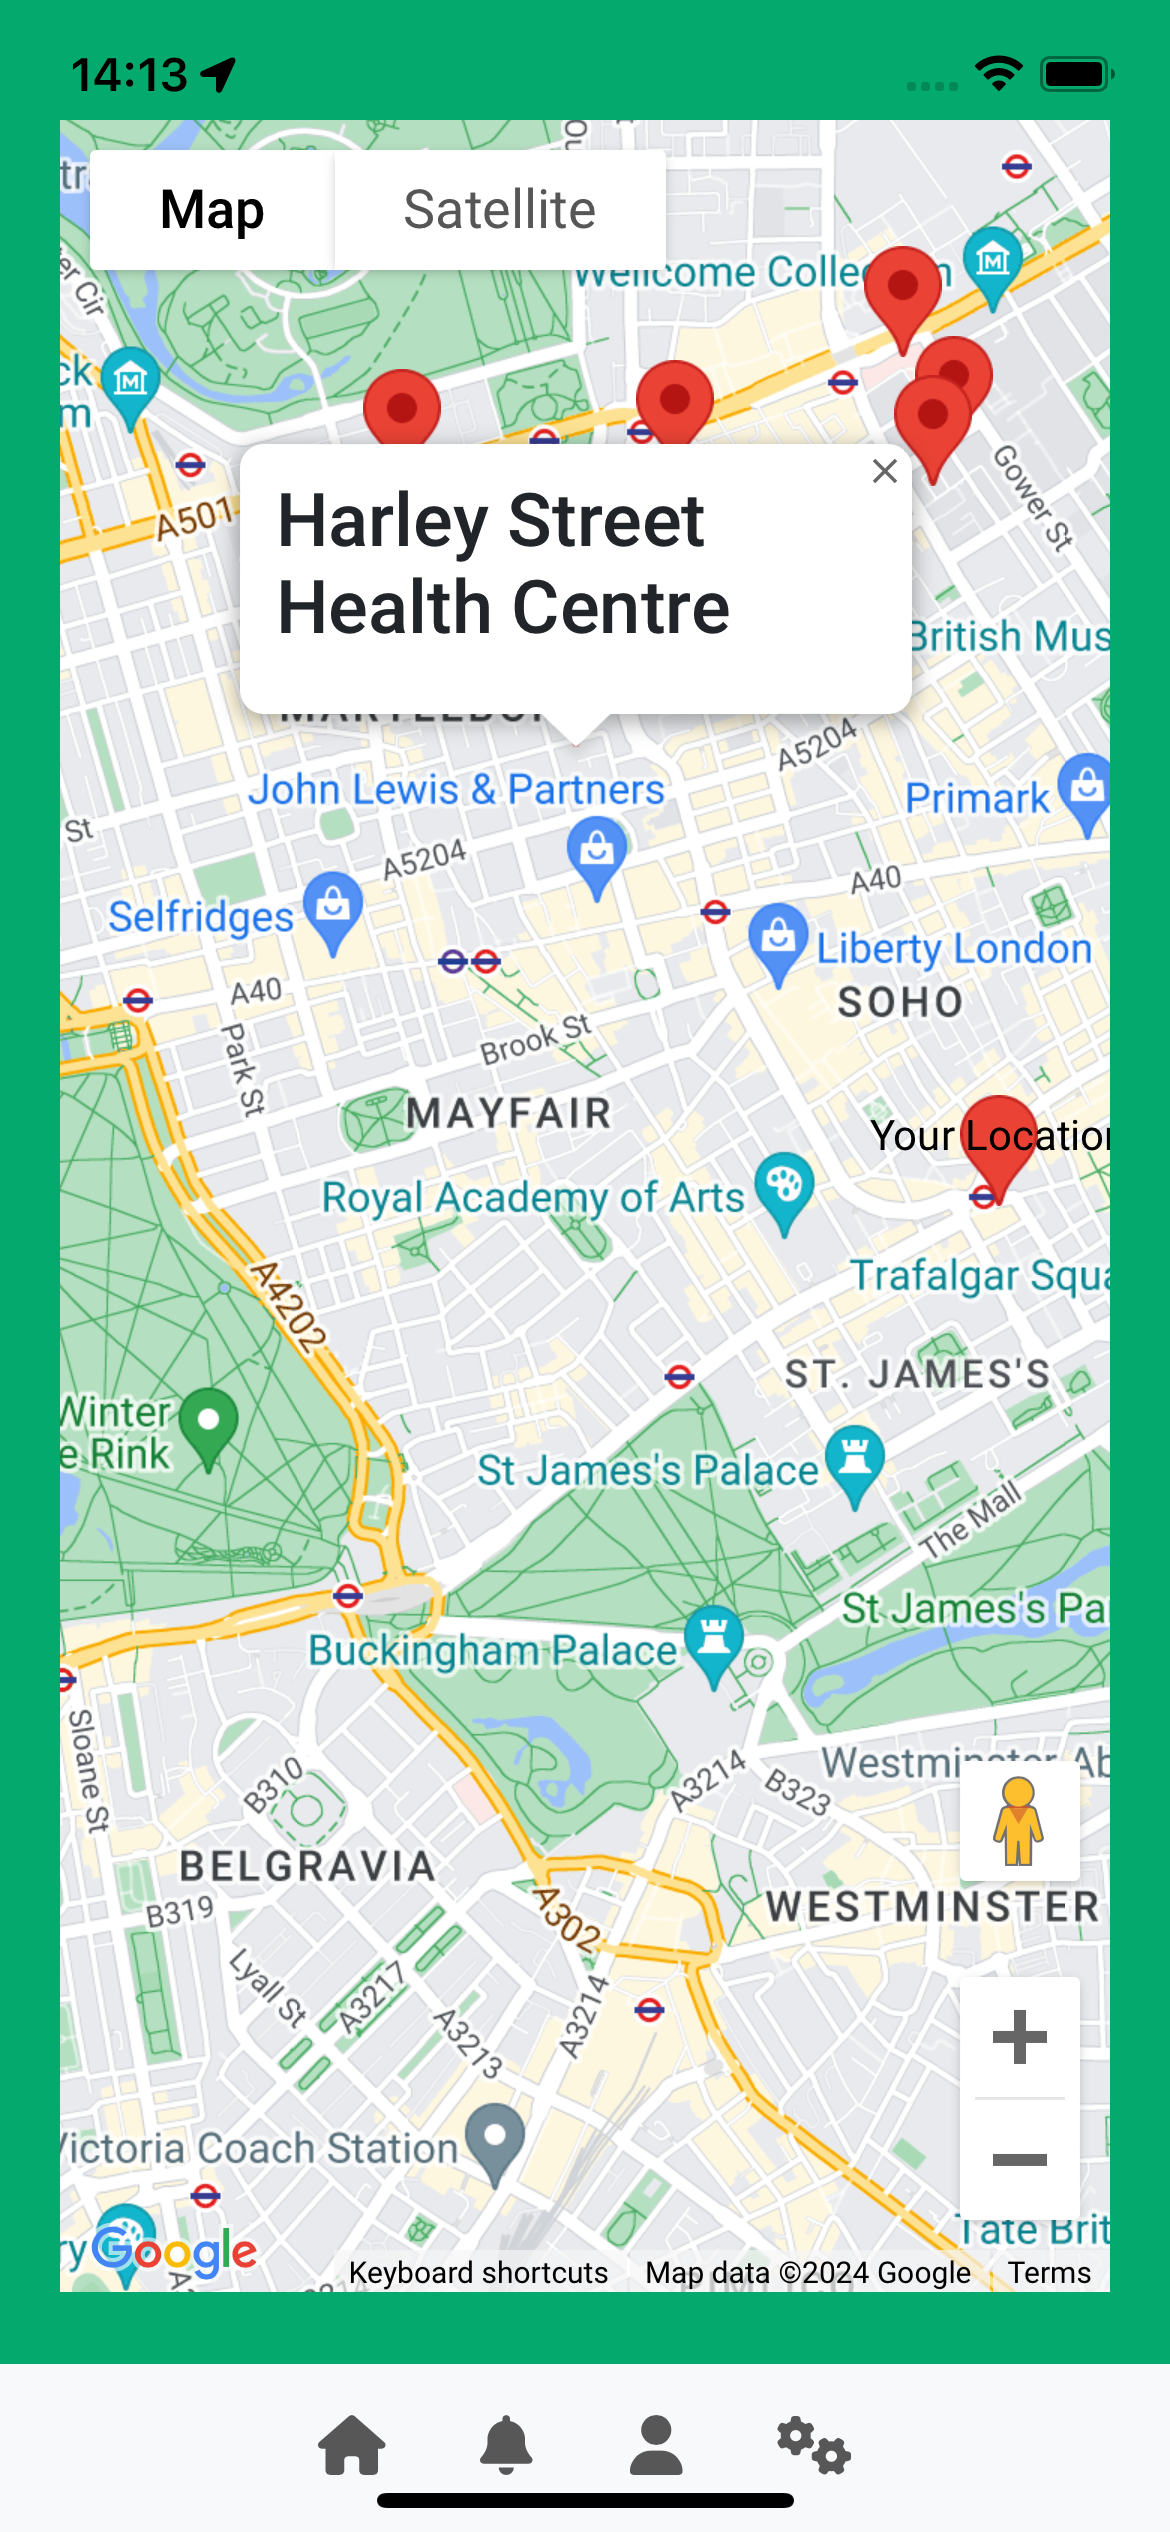 14:13
Map
Satellite
Wellcome Collec n
ck
m
A501
Gower St
Harley Street
Health Centre
British Mus
A5204
John Lewis & Partners
Primark
St
A5204
A40
Selfridges
Liberty London
A40
SOHO
Park St
Brook St
MAYFAIR
Your Location
Royal Academy of Arts
Trafalgar Squa
A4202
ST. JAMES'S
Winter
e Rink
St James's Palace
The Mall
St James's Pa
Buckingham Palace
Sloane St
Westminster Ab
A3214
B323
B310
BELGRAVIA
WESTMINSTER
B319
A302
Lyall St
A3217
A3213
A3214
Victoria Coach Station
Tate Brit
ry
Google
Keyboard shortcuts
Map data ©2024 Google
Terms